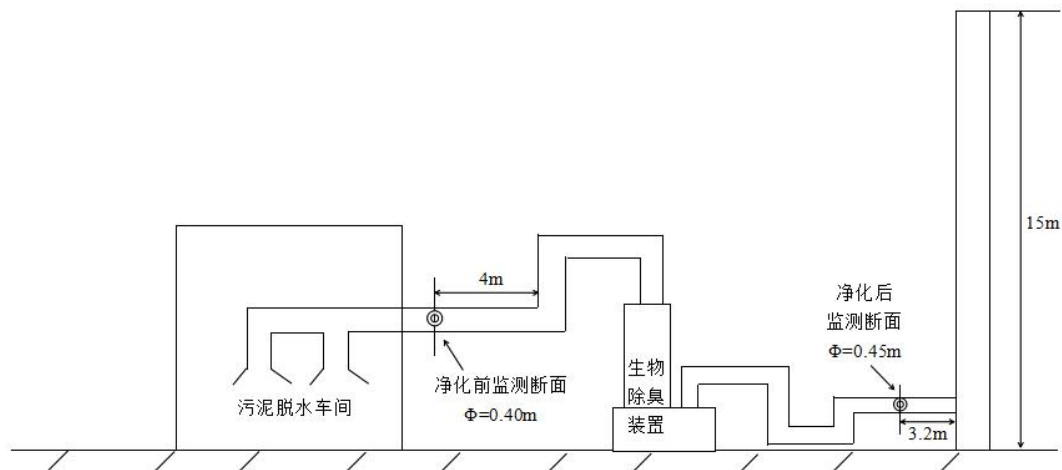 15m
4m
净化后
监测断面
Φ=0.45m
净化前监测断面
Φ=0.40m
污泥脱水车间
生物
除臭
装置
3.2m